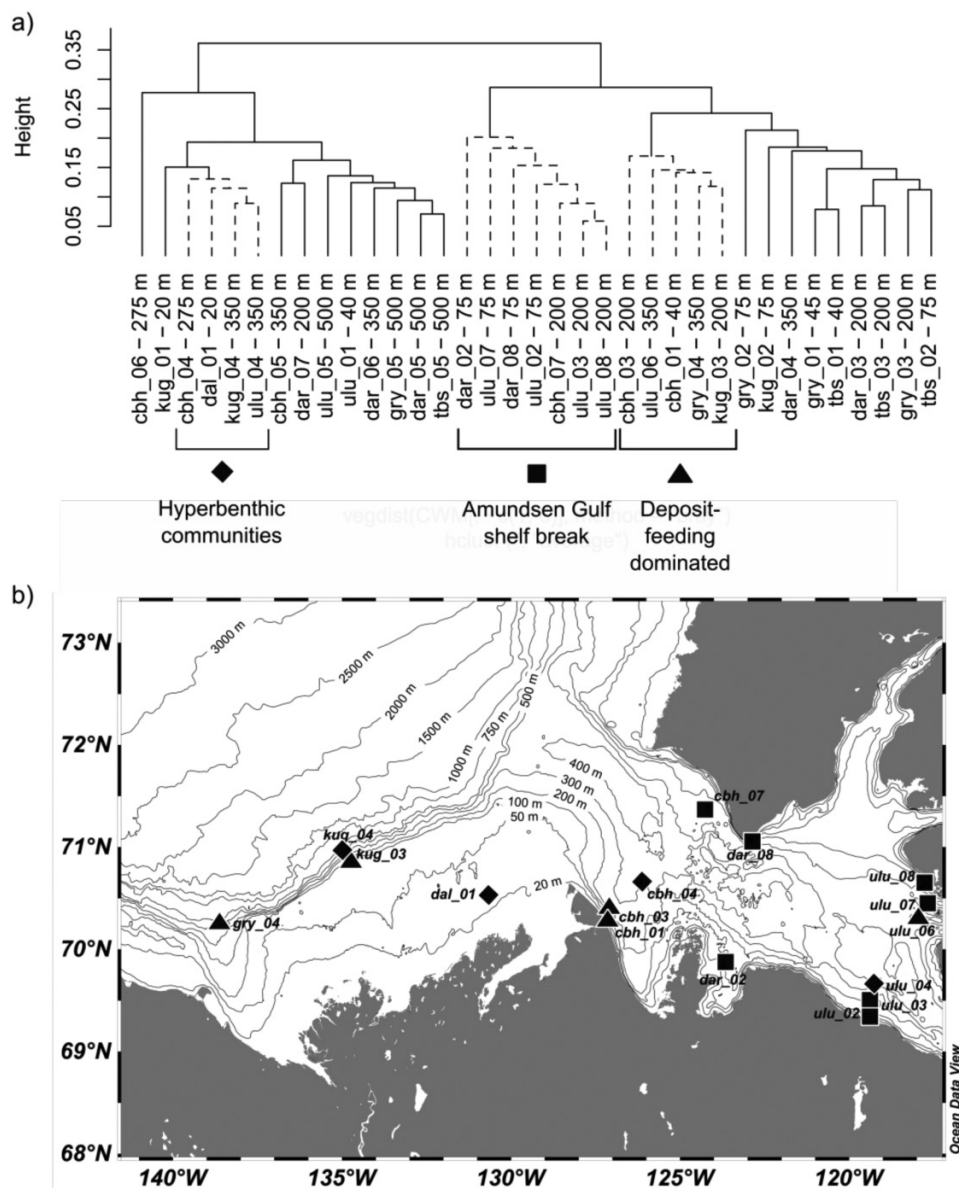 a)
Height
0.35
0.25
0.15
0.05
cbh_06 – 275 m
kug_01 – 20 m
cbh_04 – 275 m
dal_01 – 20 m
kug_04 – 350 m
ulu_04 – 350 m
cbh_05 – 350 m
dar_07 – 200 m
ulu_05 – 500 m
ulu_01 – 40 m
dar_06 – 350 m
gry_05 – 500 m
dar_05 – 500 m
tbs_05 – 500 m
dar_02 – 75 m
ulu_07 – 75 m
dar_08 – 75 m
ulu_02 – 75 m
cbh_07 – 200 m
ulu_03 – 200 m
ulu_08 – 200 m
cbh_03 – 200 m
ulu_06 – 350 m
cbh_01 – 40 m
gry_04 – 350 m
kug_03 – 200 m
gry_02 – 75 m
kug_02 – 75 m
dar_04 – 350 m
gry_01 – 45 m
tbs_01 – 40 m
dar_03 – 200 m
tbs_03 – 200 m
gry_03 – 200 m
tbs_02 – 75 m
Hyperbenthic
communities
Amundsen Gulf
shelf break
Deposit-
feeding
dominated
b)
73°N
72°N
71°N
70°N
69°N
68°N
3000 m
2500 m
2000 m
1500 m
1000 m
750 m
500 m
400 m
300 m
200 m
100 m
50 m
20 m
cbh_07
dar_08
kug_04
kug_03
ulu_08
ulu_07
ulu_06
dal_01
cbh_04
cbh_03
cbh_01
gry_04
dar_02
ulu_04
ulu_03
ulu_02
140°W
135°W
130°W
125°W
120°W
Ocean Data View